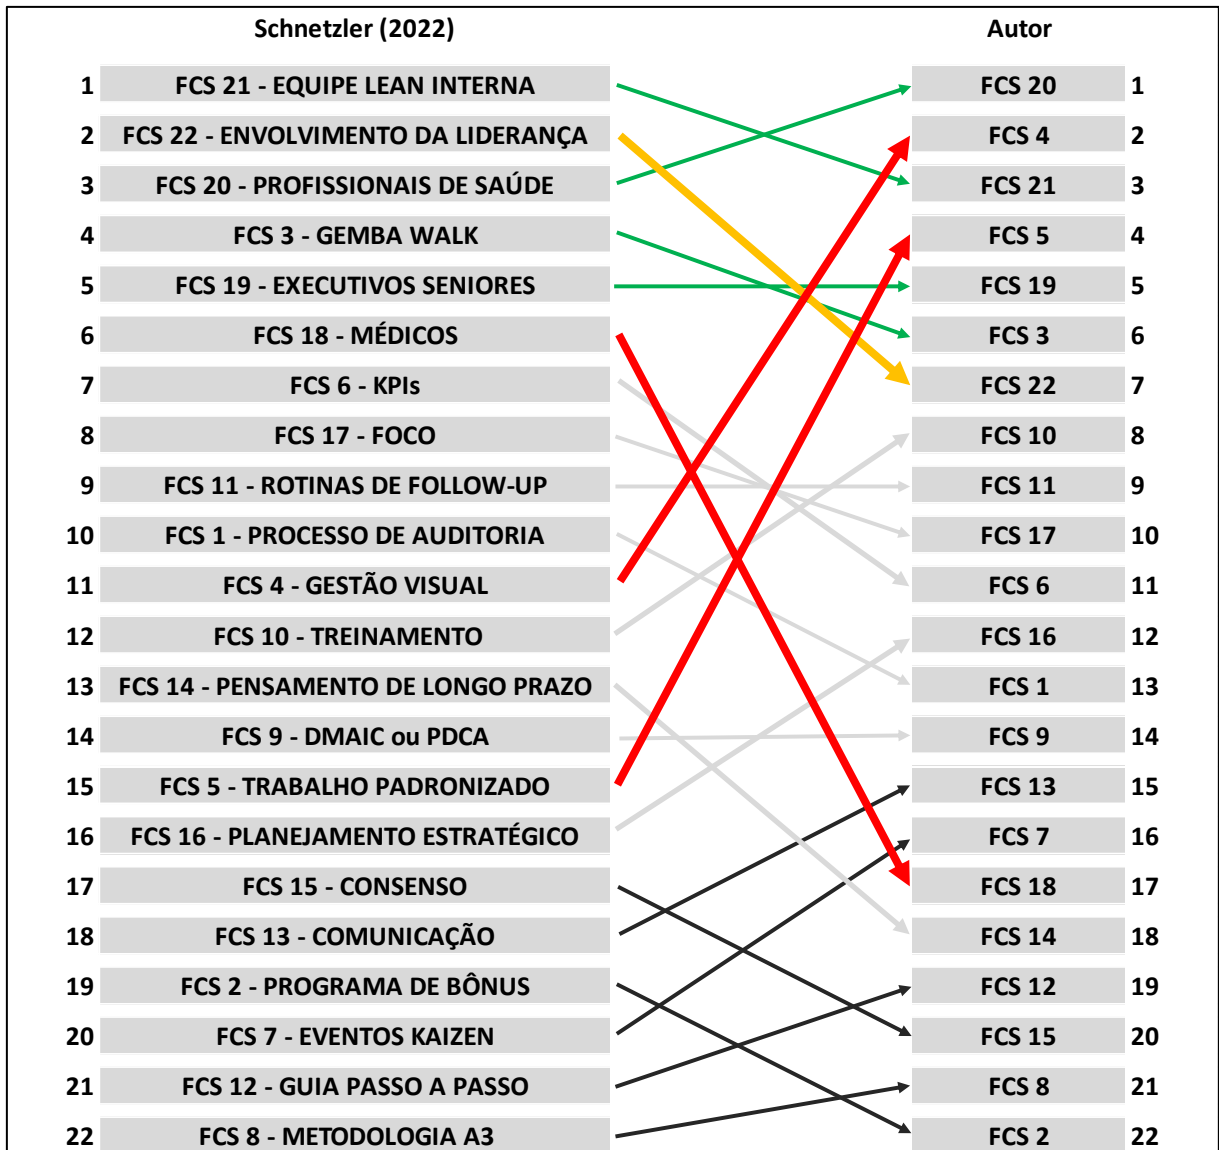 Schnetzler (2022) Autor
1 FCS 21 - EQUIPE LEAN INTERNA FCS 20 1
2 FCS 22 - ENVOLVIMENTO DA LIDERANÇA FCS 4 2
3 FCS 20 - PROFISSIONAIS DE SAÚDE FCS 21 3
4 FCS 3 - GEMBA WALK FCS 5 4
5 FCS 19 - EXECUTIVOS SENIORES FCS 19 5
6 FCS 18 - MÉDICOS FCS 3 6
7 FCS 6 - KPIs FCS 22 7
8 FCS 17 - FOCO FCS 10 8
9 FCS 11 - ROTINAS DE FOLLOW-UP FCS 11 9
10 FCS 1 - PROCESSO DE AUDITORIA FCS 17 10
11 FCS 4 - GESTÃO VISUAL FCS 6 11
12 FCS 10 - TREINAMENTO FCS 16 12
13 FCS 14 - PENSAMENTO DE LONGO PRAZO FCS 1 13
14 FCS 9 - DMAIC ou PDCA FCS 9 14
15 FCS 5 - TRABALHO PADRONIZADO FCS 13 15
16 FCS 16 - PLANEJAMENTO ESTRATÉGICO FCS 7 16
17 FCS 15 - CONSENSO FCS 18 17
18 FCS 13 - COMUNICAÇÃO FCS 14 18
19 FCS 2 - PROGRAMA DE BÔNUS FCS 12 19
20 FCS 7 - EVENTOS KAIZEN FCS 15 20
21 FCS 12 - GUIA PASSO A PASSO FCS 8 21
22 FCS 8 - METODOLOGIA A3 FCS 2 22